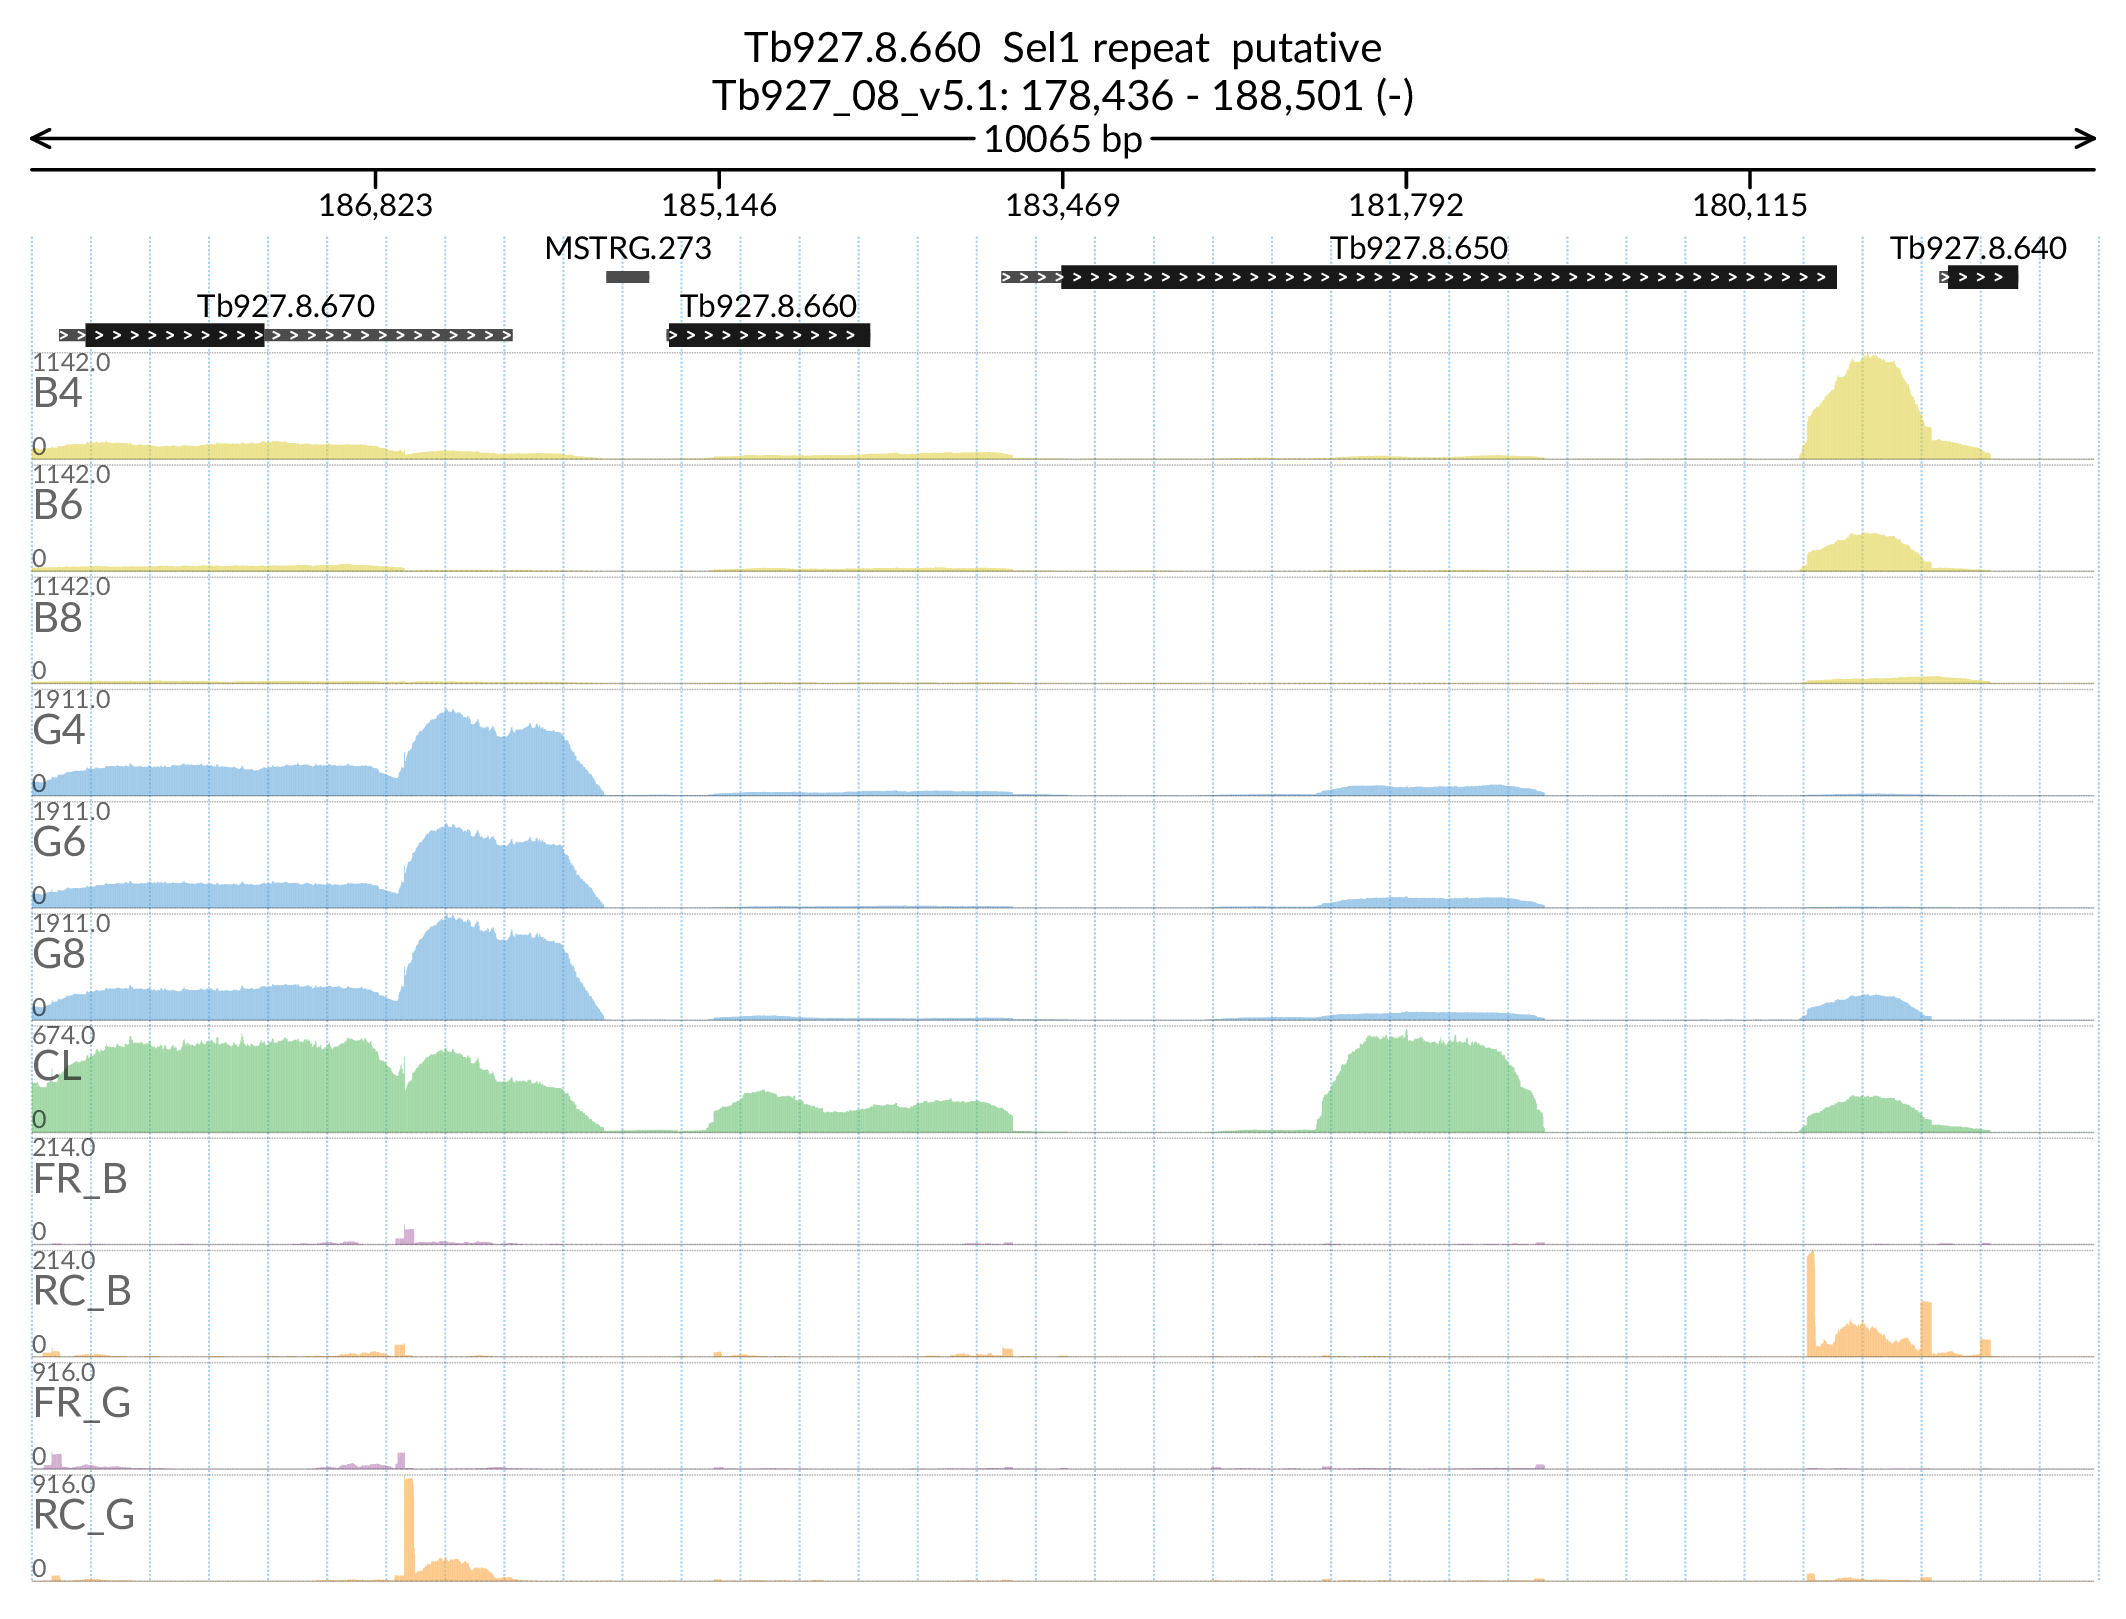 Tb927.8.660  Sel1 repeat  putative
Tb927_08_v5.1: 178,436 - 188,501 (-)
10065 bp
186,823 185,146 183,469 181,792 180,115
MSTRG.273 Tb927.8.650 Tb927.8.640
Tb927.8.670 Tb927.8.660
1142.0
B4
0
1142.0
B6
0
1142.0
B8
0
1911.0
G4
0
1911.0
G6
0
1911.0
G8
0
674.0
CL
0
214.0
FR_B
0
214.0
RC_B
0
916.0
FR_G
0
916.0
RC_G
0